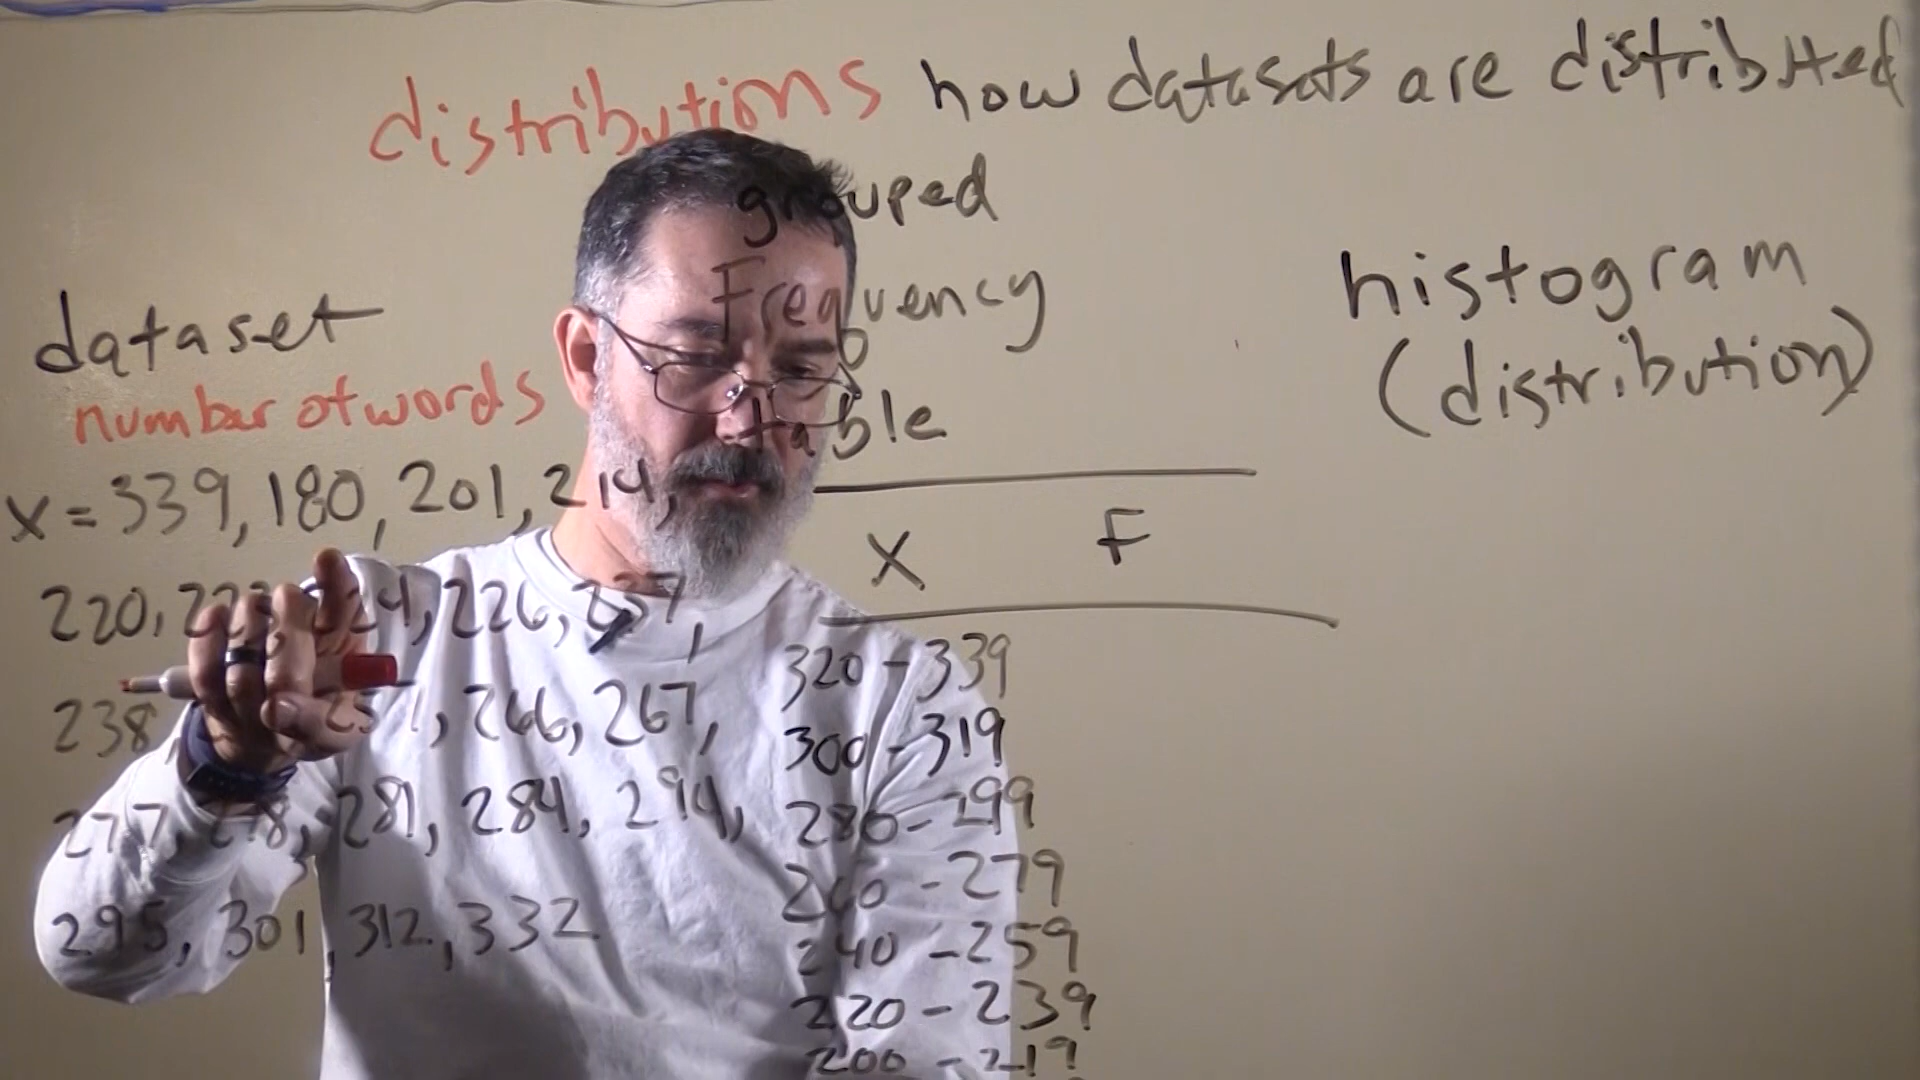 distributions how datasets are distributed
grouped
Frequency
table
histogram
(distribution)
dataset
number of words
x = 339, 180, 201, 214,
220, 223, 224, 226, 237,
238, 266, 267,
277, 278, 281, 284, 294,
295, 301, 312, 332
X F
320 - 339
300 - 319
280 - 299
260 - 279
240 - 259
220 - 239
200 - 219